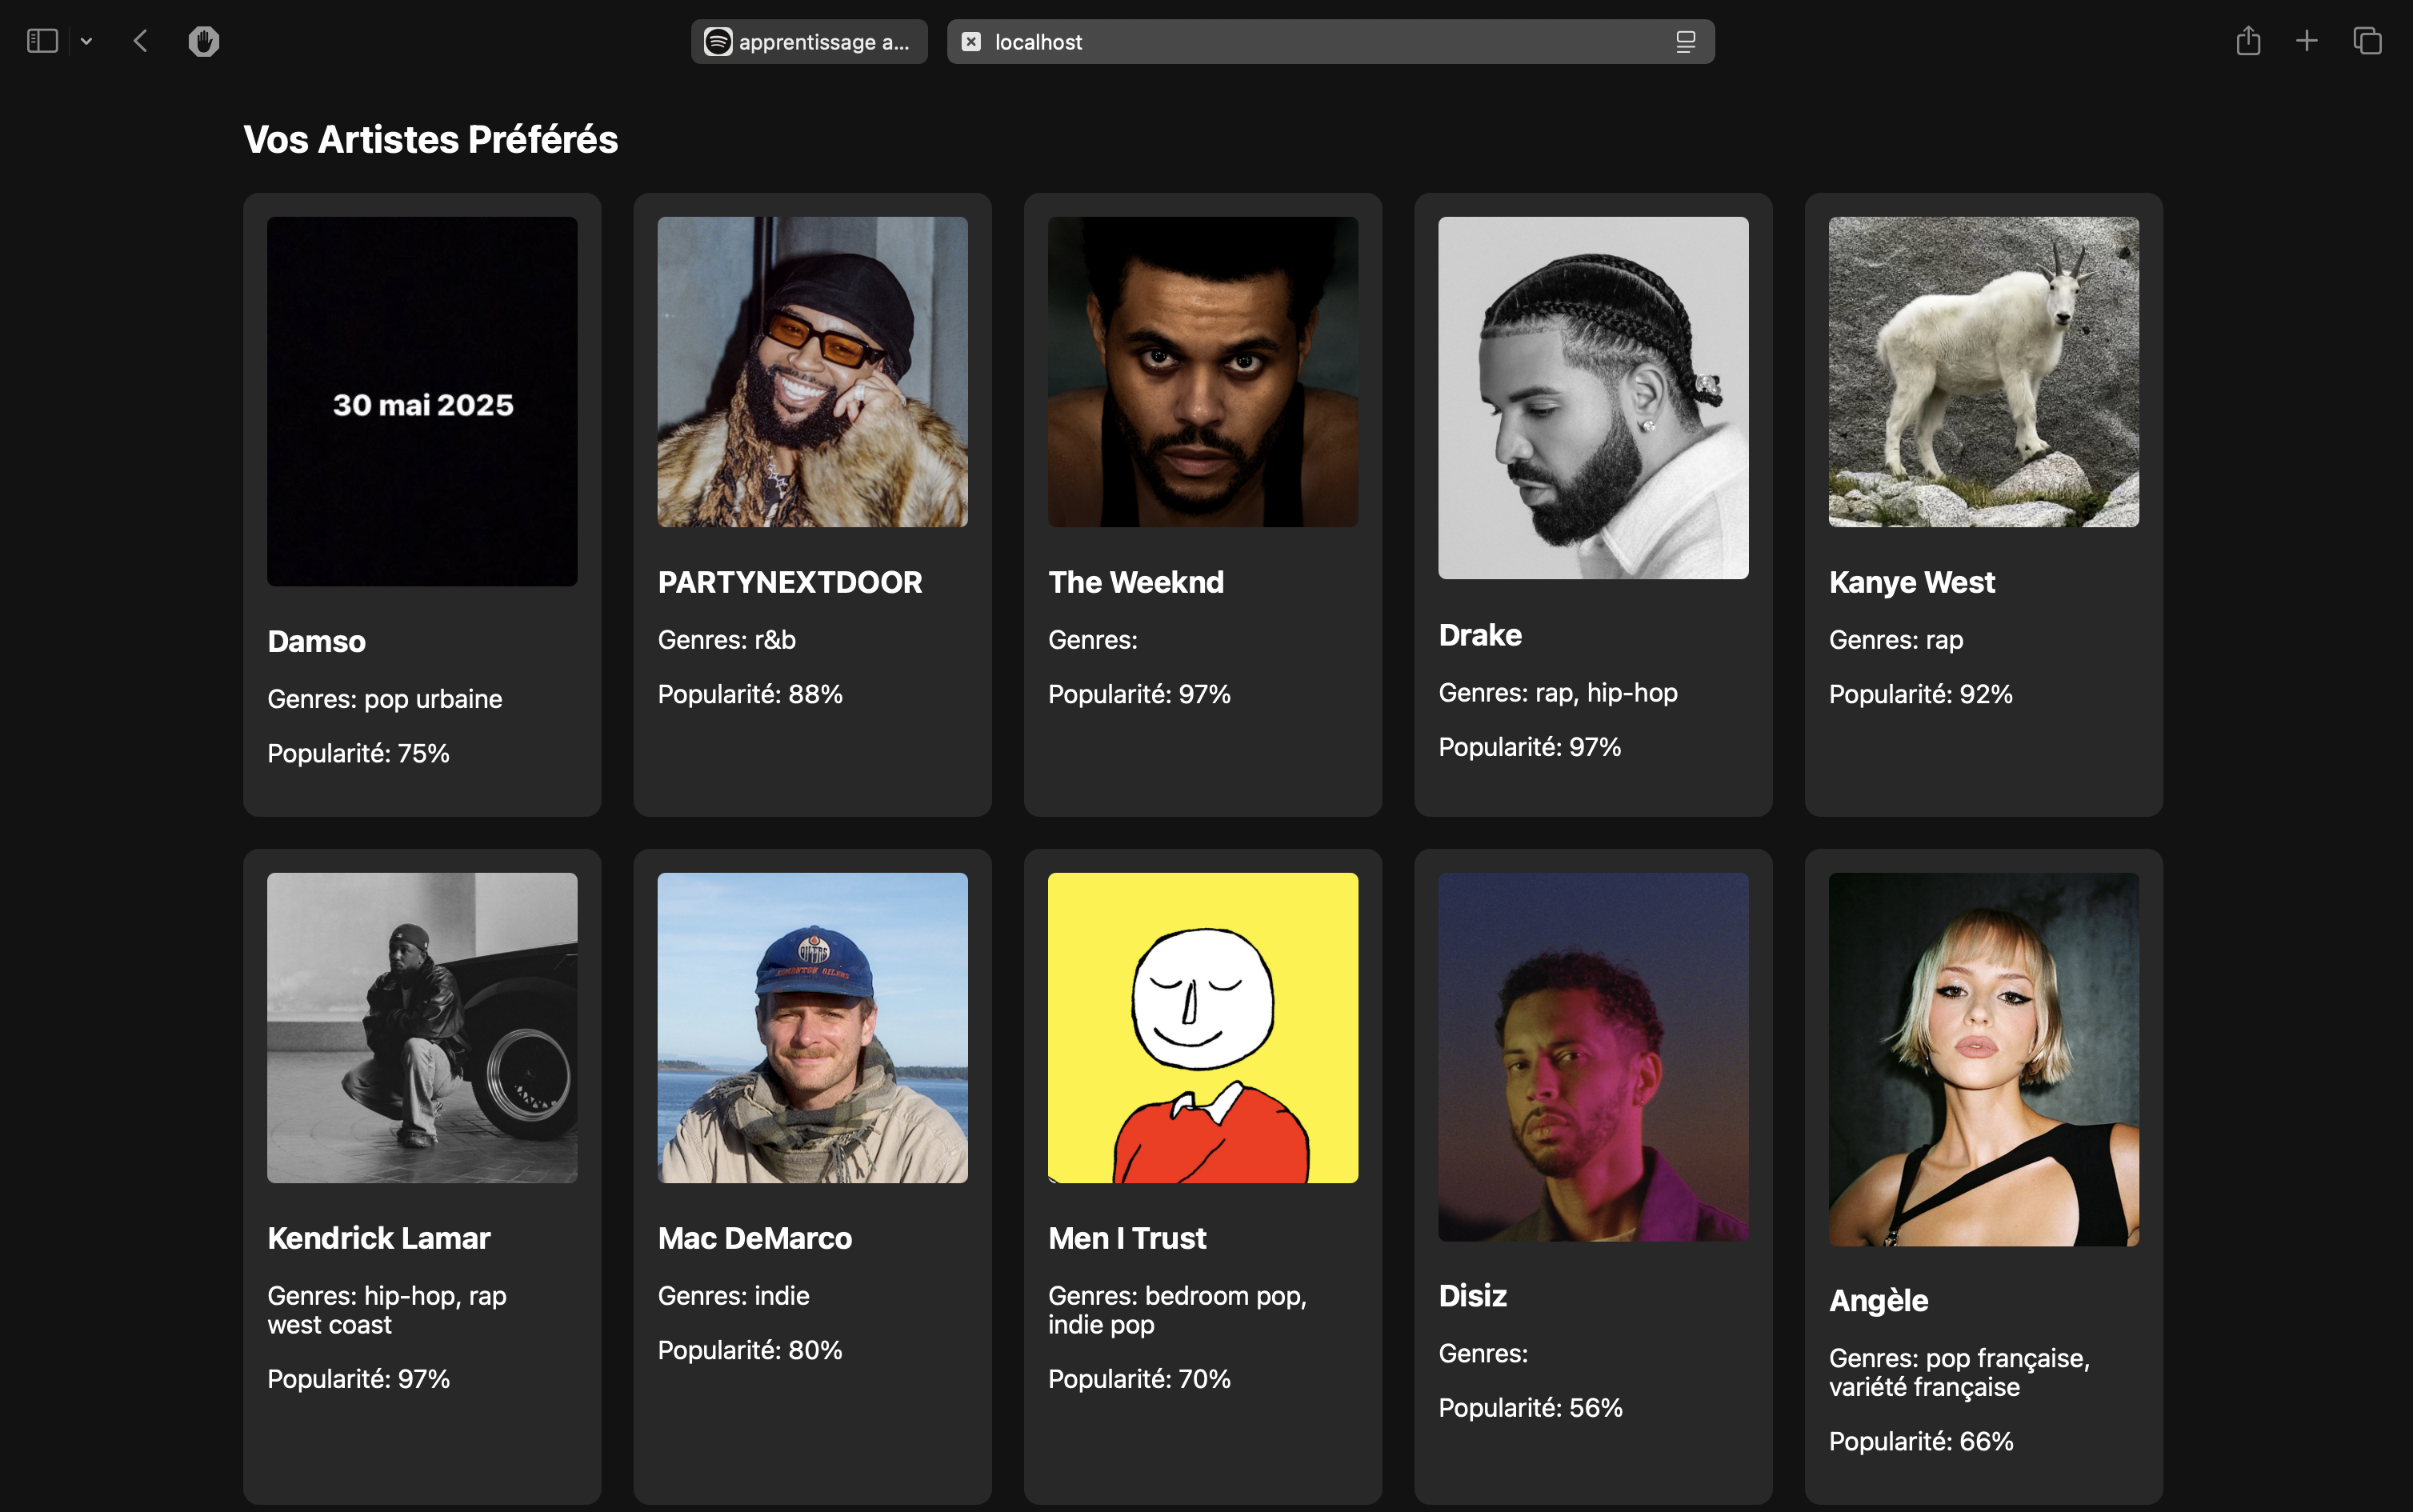 apprentissage a...
localhost
Vos Artistes Préférés
30 mai 2025
Damso
Genres: pop urbaine
Popularité: 75%
PARTYNEXTDOOR
Genres: r&b
Popularité: 88%
The Weeknd
Genres:
Popularité: 97%
Drake
Genres: rap, hip-hop
Popularité: 97%
Kanye West
Genres: rap
Popularité: 92%
Kendrick Lamar
Genres: hip-hop, rap
west coast
Popularité: 97%
OILERS
EDMONTON OILERS
Mac DeMarco
Genres: indie
Popularité: 80%
Men I Trust
Genres: bedroom pop,
indie pop
Popularité: 70%
Disiz
Genres:
Popularité: 56%
Angèle
Genres: pop française,
variété française
Popularité: 66%